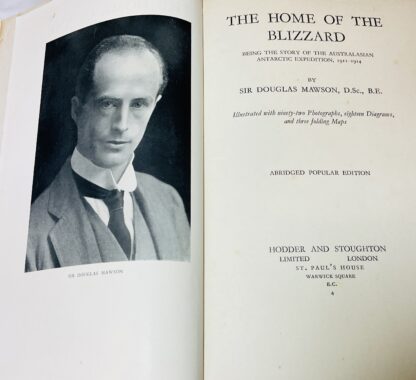 SIR DOUGLAS MAWSON
THE HOME OF THE
BLIZZARD
BEING THE STORY OF THE AUSTRALASIAN
ANTARCTIC EXPEDITION, 1911-1914
BY
SIR DOUGLAS MAWSON, D.Sc., B.E.
Illustrated with ninety-two Photographs, eighteen Diagrams,
and three folding Maps
ABRIDGED POPULAR EDITION
HODDER AND STOUGHTON
LIMITED LONDON
ST. PAUL'S HOUSE
WARWICK SQUARE
E.C.
4